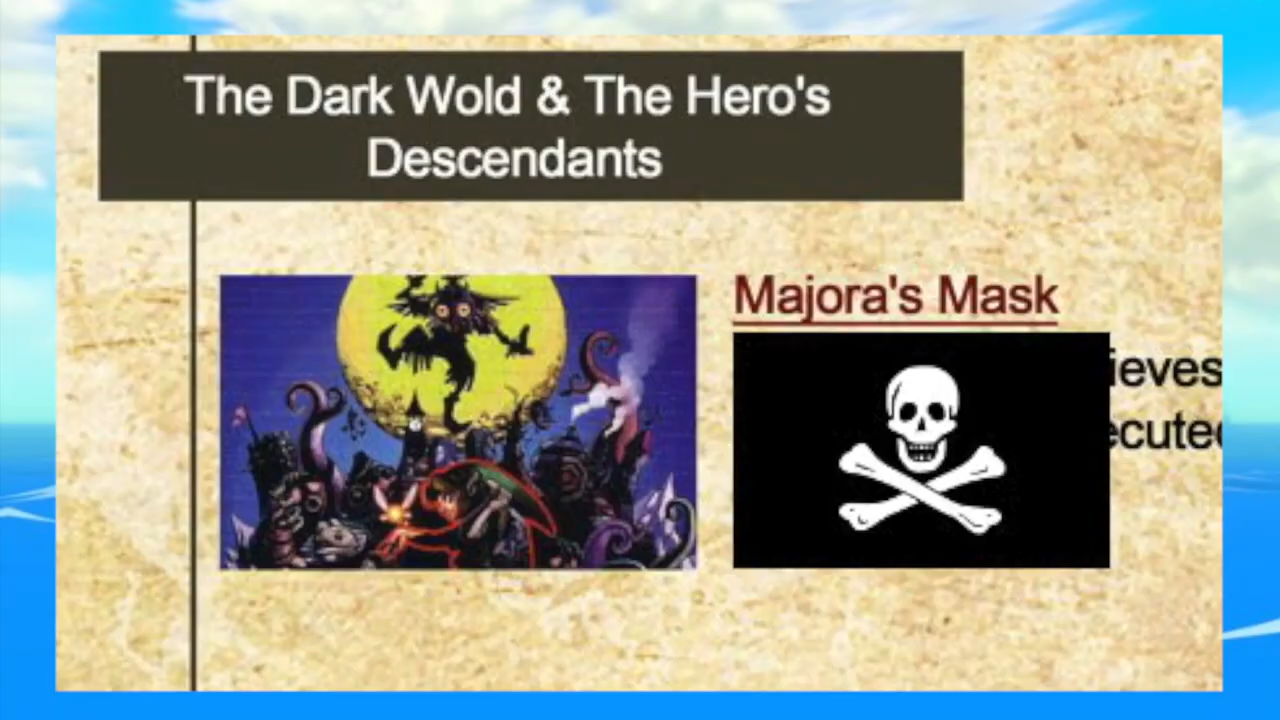 The Dark Wold & The Hero's
Descendants
Majora's Mask
ieves
ecuted